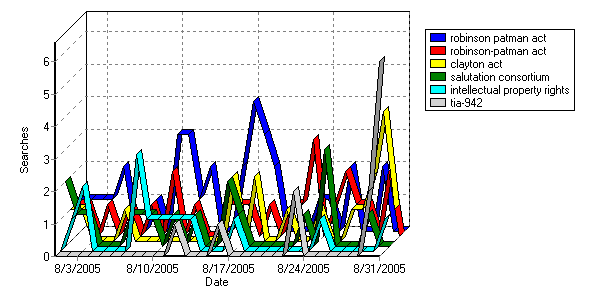 robinson patman act
robinson-patman act
clayton act
salutation consortium
intellectual property rights
tia-942
6
5
4
3
2
1
0
Searches
8/3/2005 8/10/2005 8/17/2005 8/24/2005 8/31/2005
Date